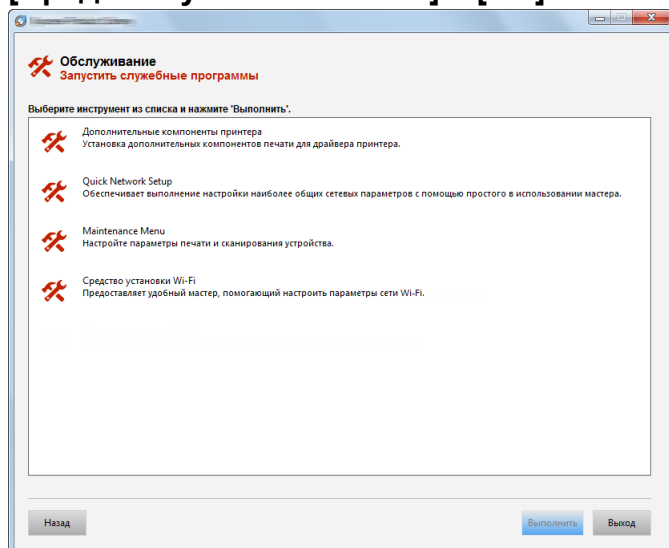 Обслуживание
Запустить служебные программы
Выберите инструмент из списка и нажмите 'Выполнить'.
Дополнительные компоненты принтера
Установка дополнительных компонентов печати для драйвера принтера.
Quick Network Setup
Обеспечивает выполнение настройки наиболее общих сетевых параметров с помощью простого в использовании мастера.
Maintenance Menu
Настройте параметры печати и сканирования устройства.
Средство установки Wi-Fi
Предоставляет удобный мастер, помогающий настроить параметры сети Wi-Fi.
Назад
Выполнить
Выход